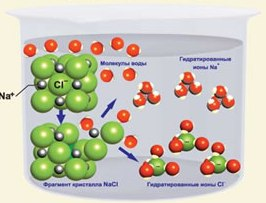 Cl⁻
Na⁺
Молекулы воды
Гидратированные
ионы Na⁺
Фрагмент кристалла NaCl
Гидратированные ионы Cl⁻